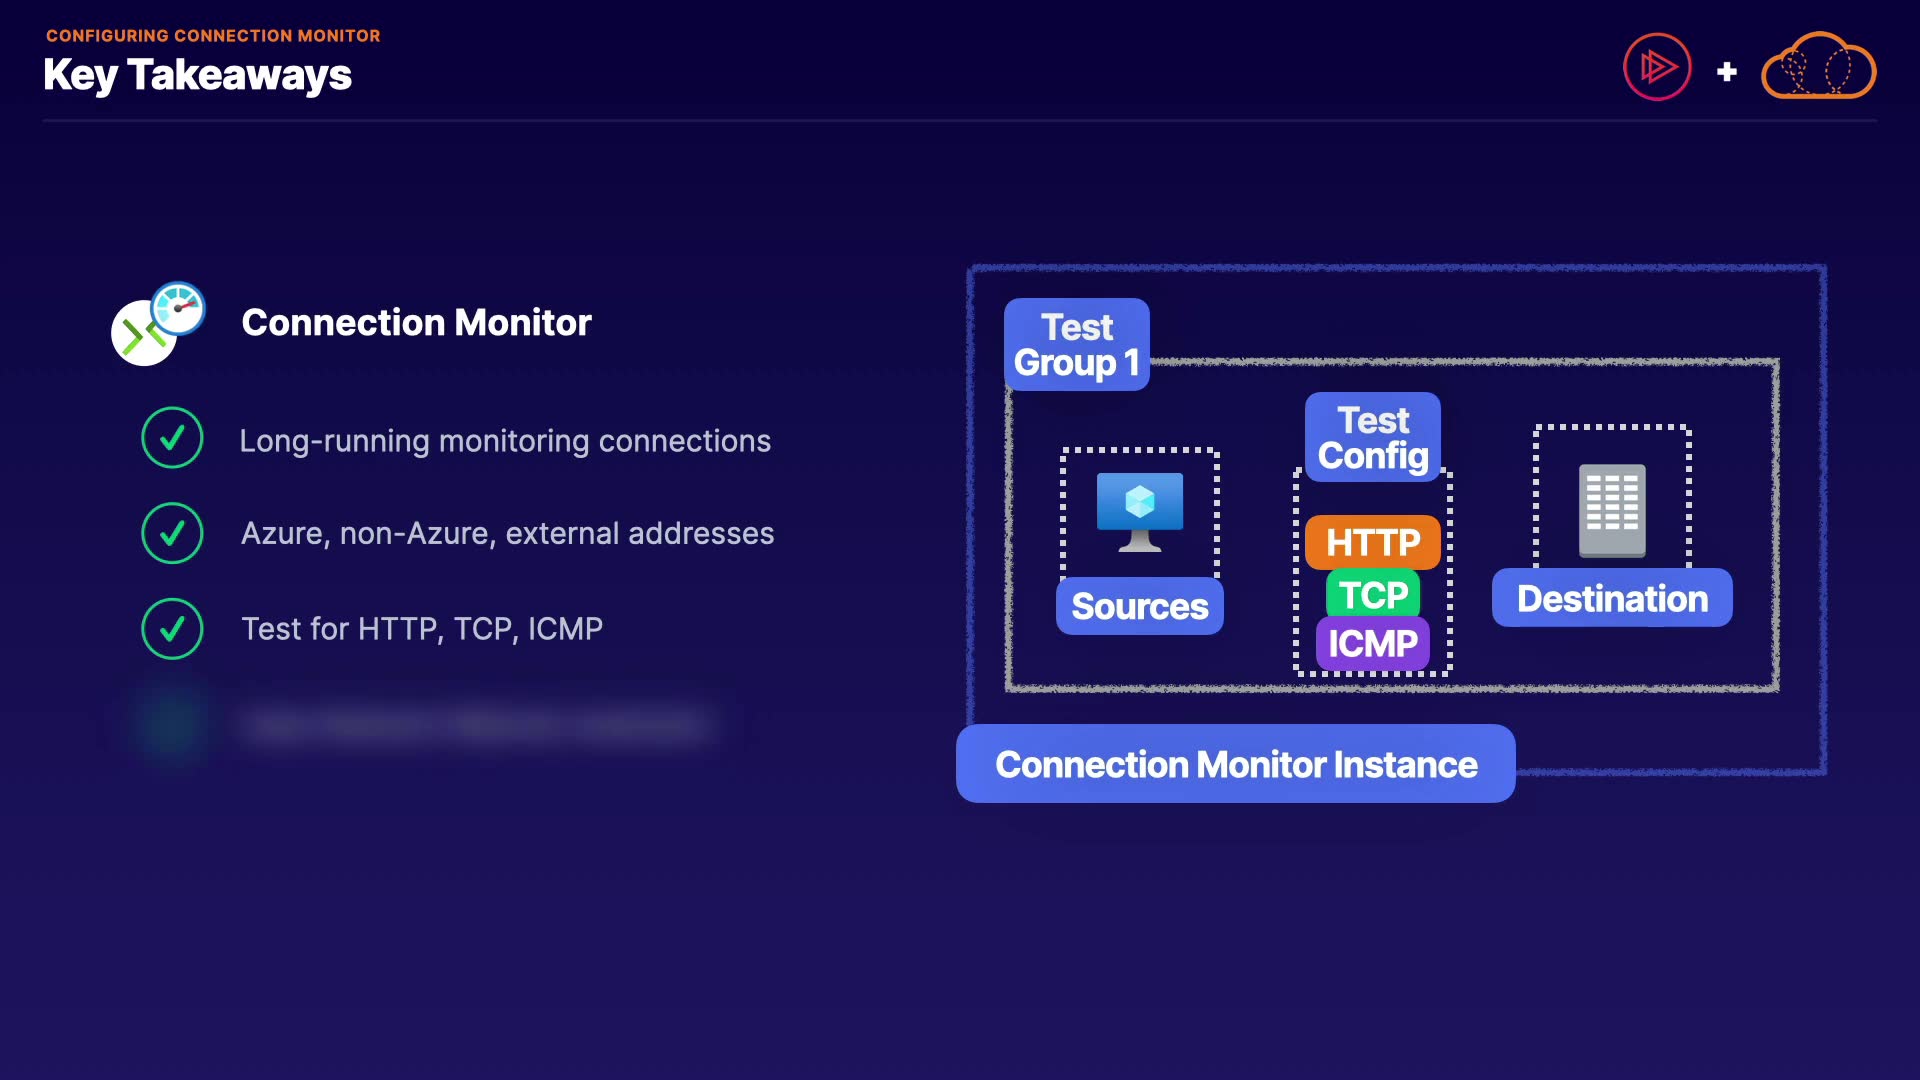 CONFIGURING CONNECTION MONITOR
Key Takeaways
+
Connection Monitor
Long-running monitoring connections
Azure, non-Azure, external addresses
Test for HTTP, TCP, ICMP
Test
Group 1
Sources
Test
Config
HTTP
TCP
ICMP
Destination
Connection Monitor Instance